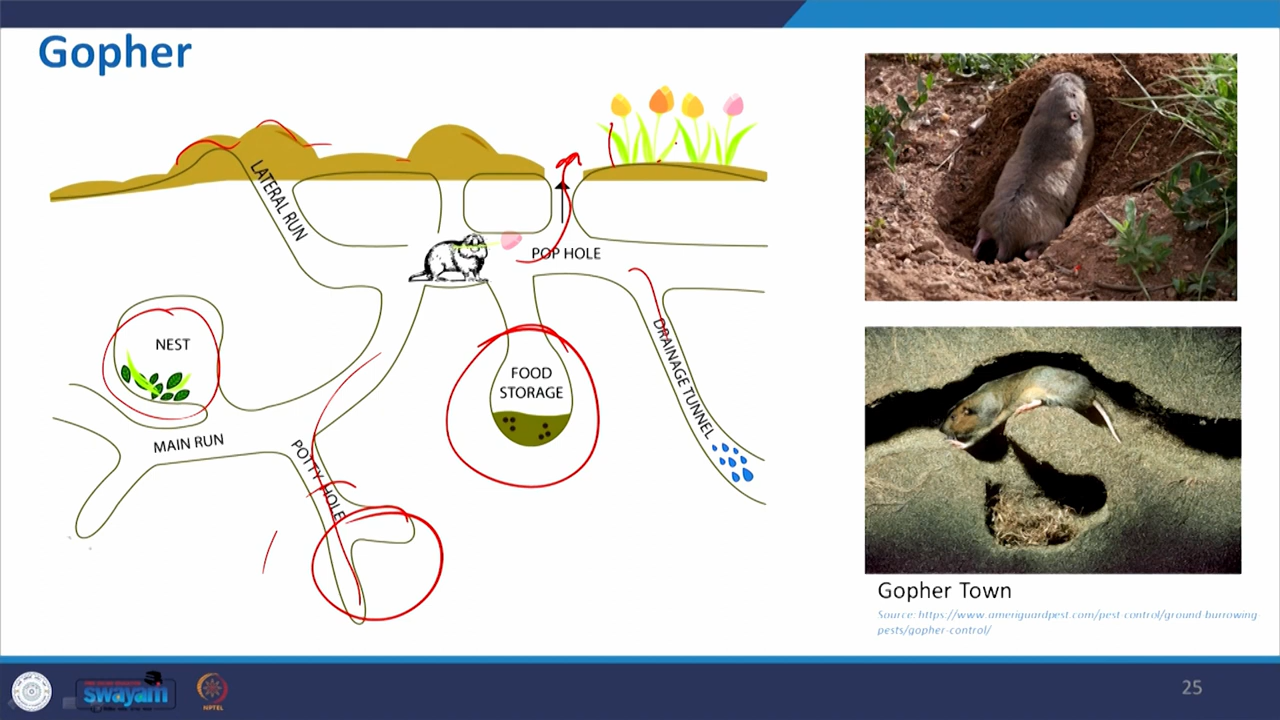 Gopher
LATERAL RUN
POP HOLE
NEST
FOOD
STORAGE
DRAINAGE TUNNEL
MAIN RUN
POTTY HOLE
Gopher Town
Source: https://www.ameriguardpest.com/pest-control/ground-burrowing
pests/gopher-control/
swayam
NPTEL
25